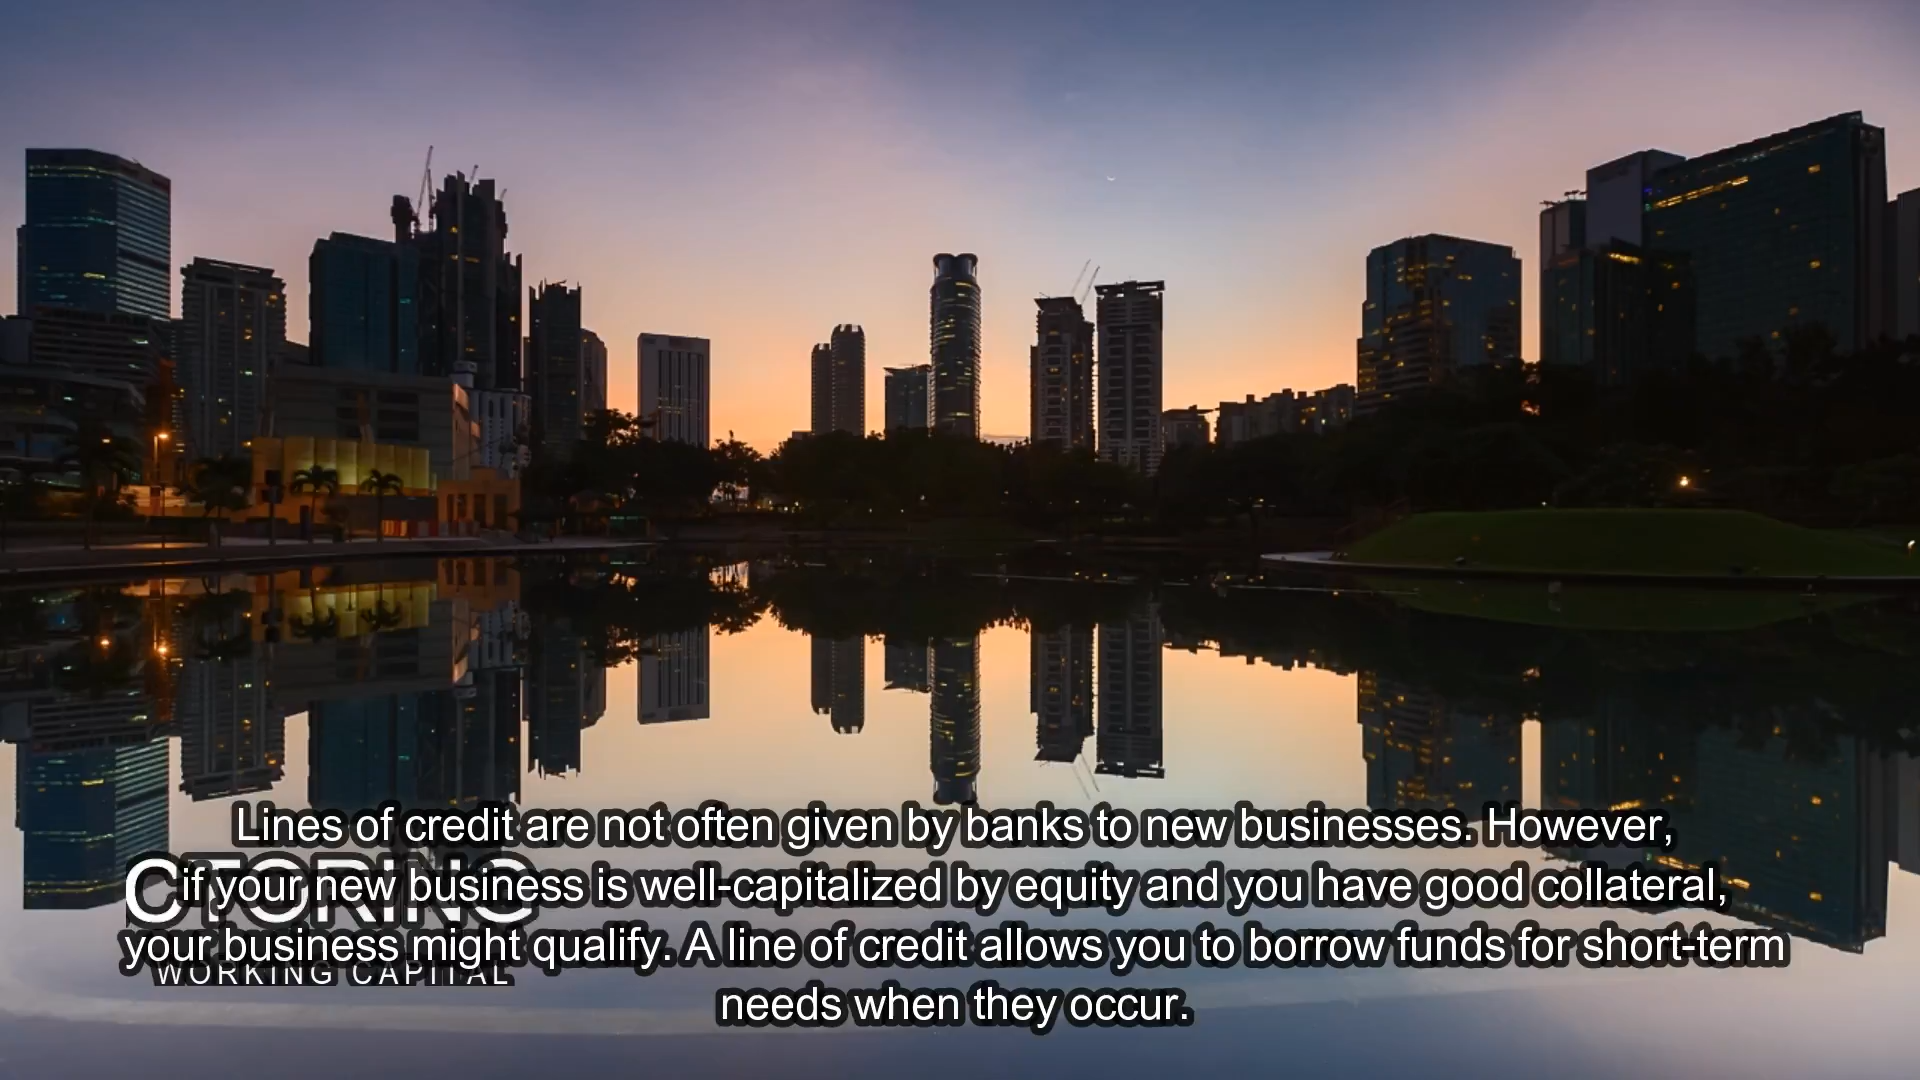 Lines of credit are not often given by banks to new businesses. However,
if your new business is well-capitalized by equity and you have good collateral,
your business might qualify. A line of credit allows you to borrow funds for short-term
needs when they occur.
WORKING CAPITAL